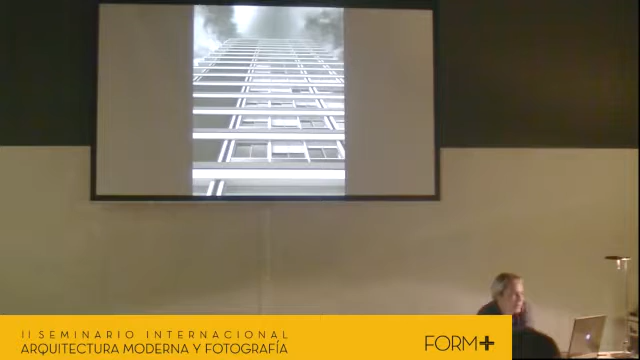 II SEMINARIO INTERNACIONAL
ARQUITECTURA MODERNA Y FOTOGRAFÍA
FORM+